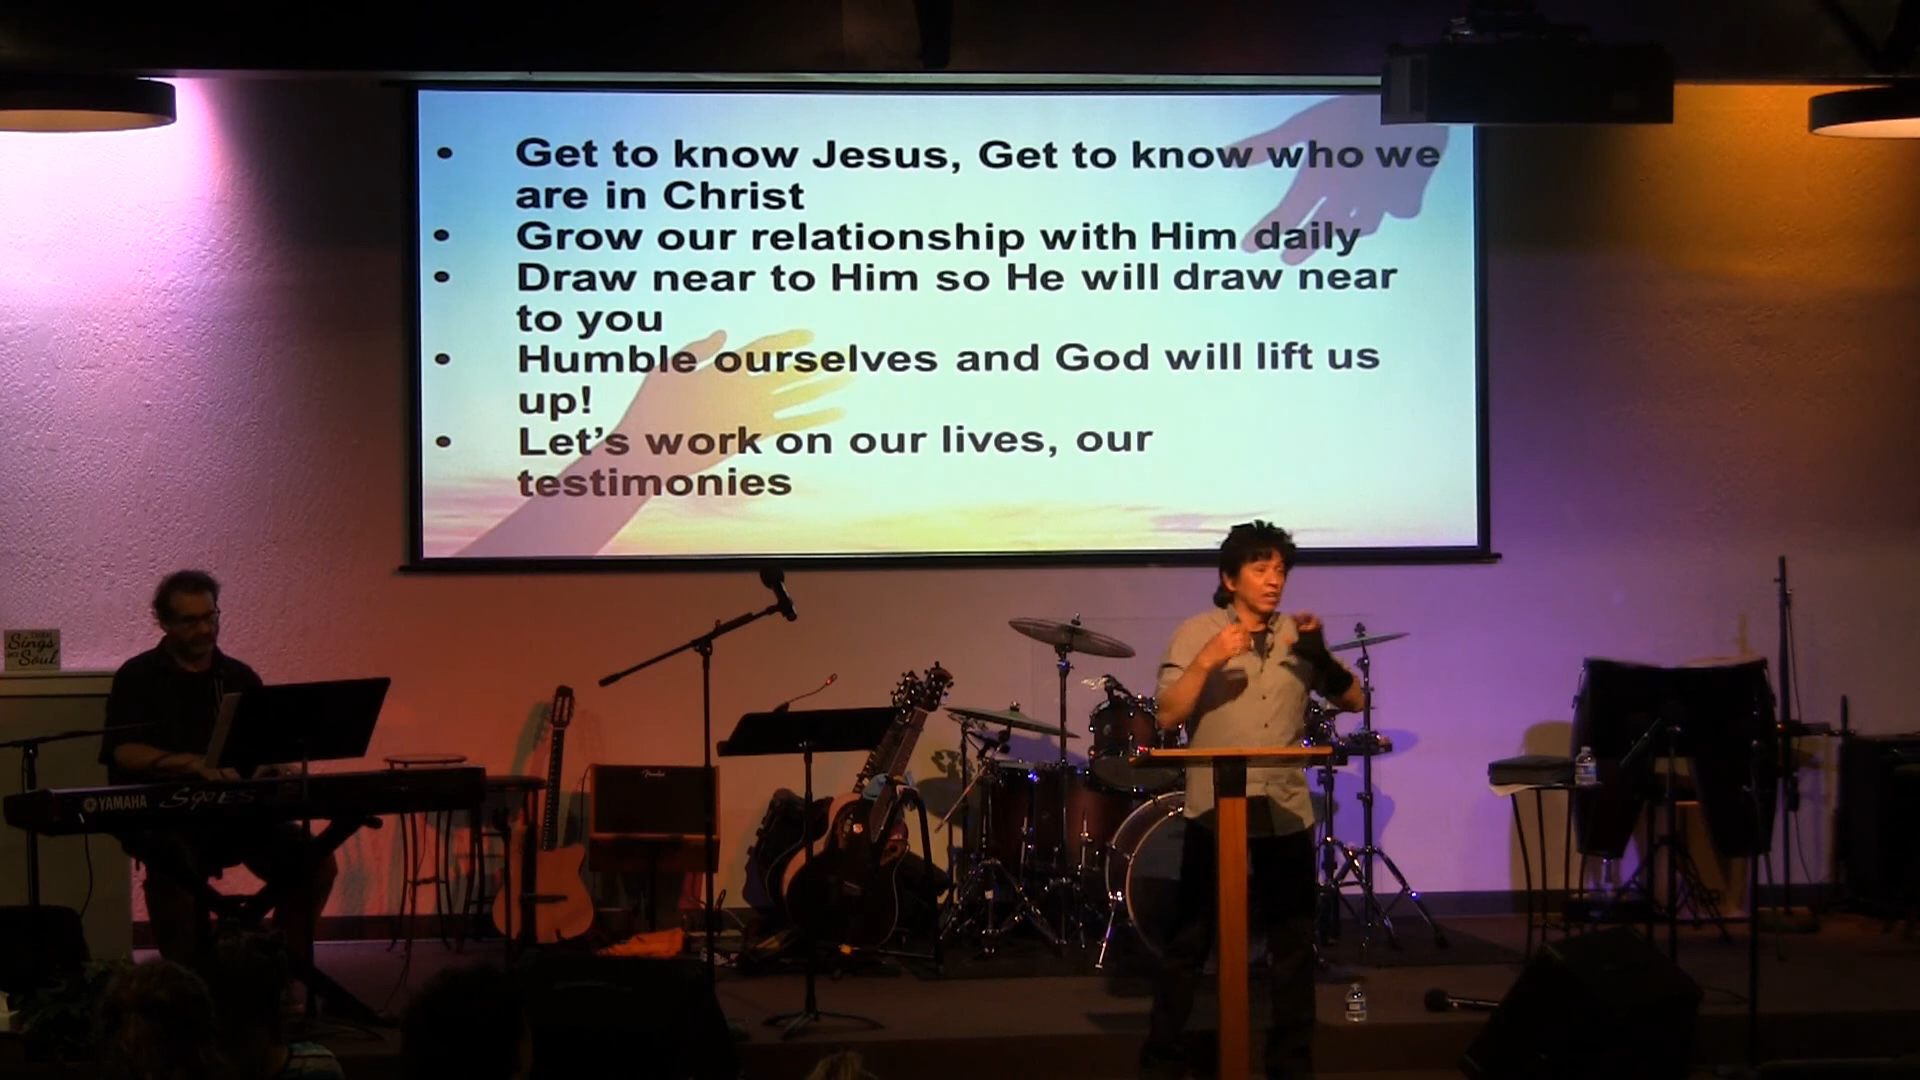 • Get to know Jesus, Get to know who we
are in Christ
• Grow our relationship with Him daily
• Draw near to Him so He will draw near
to you
• Humble ourselves and God will lift us
up!
• Let’s work on our lives, our
testimonies
Sings
Soul
Fender
YAMAHA S90ES